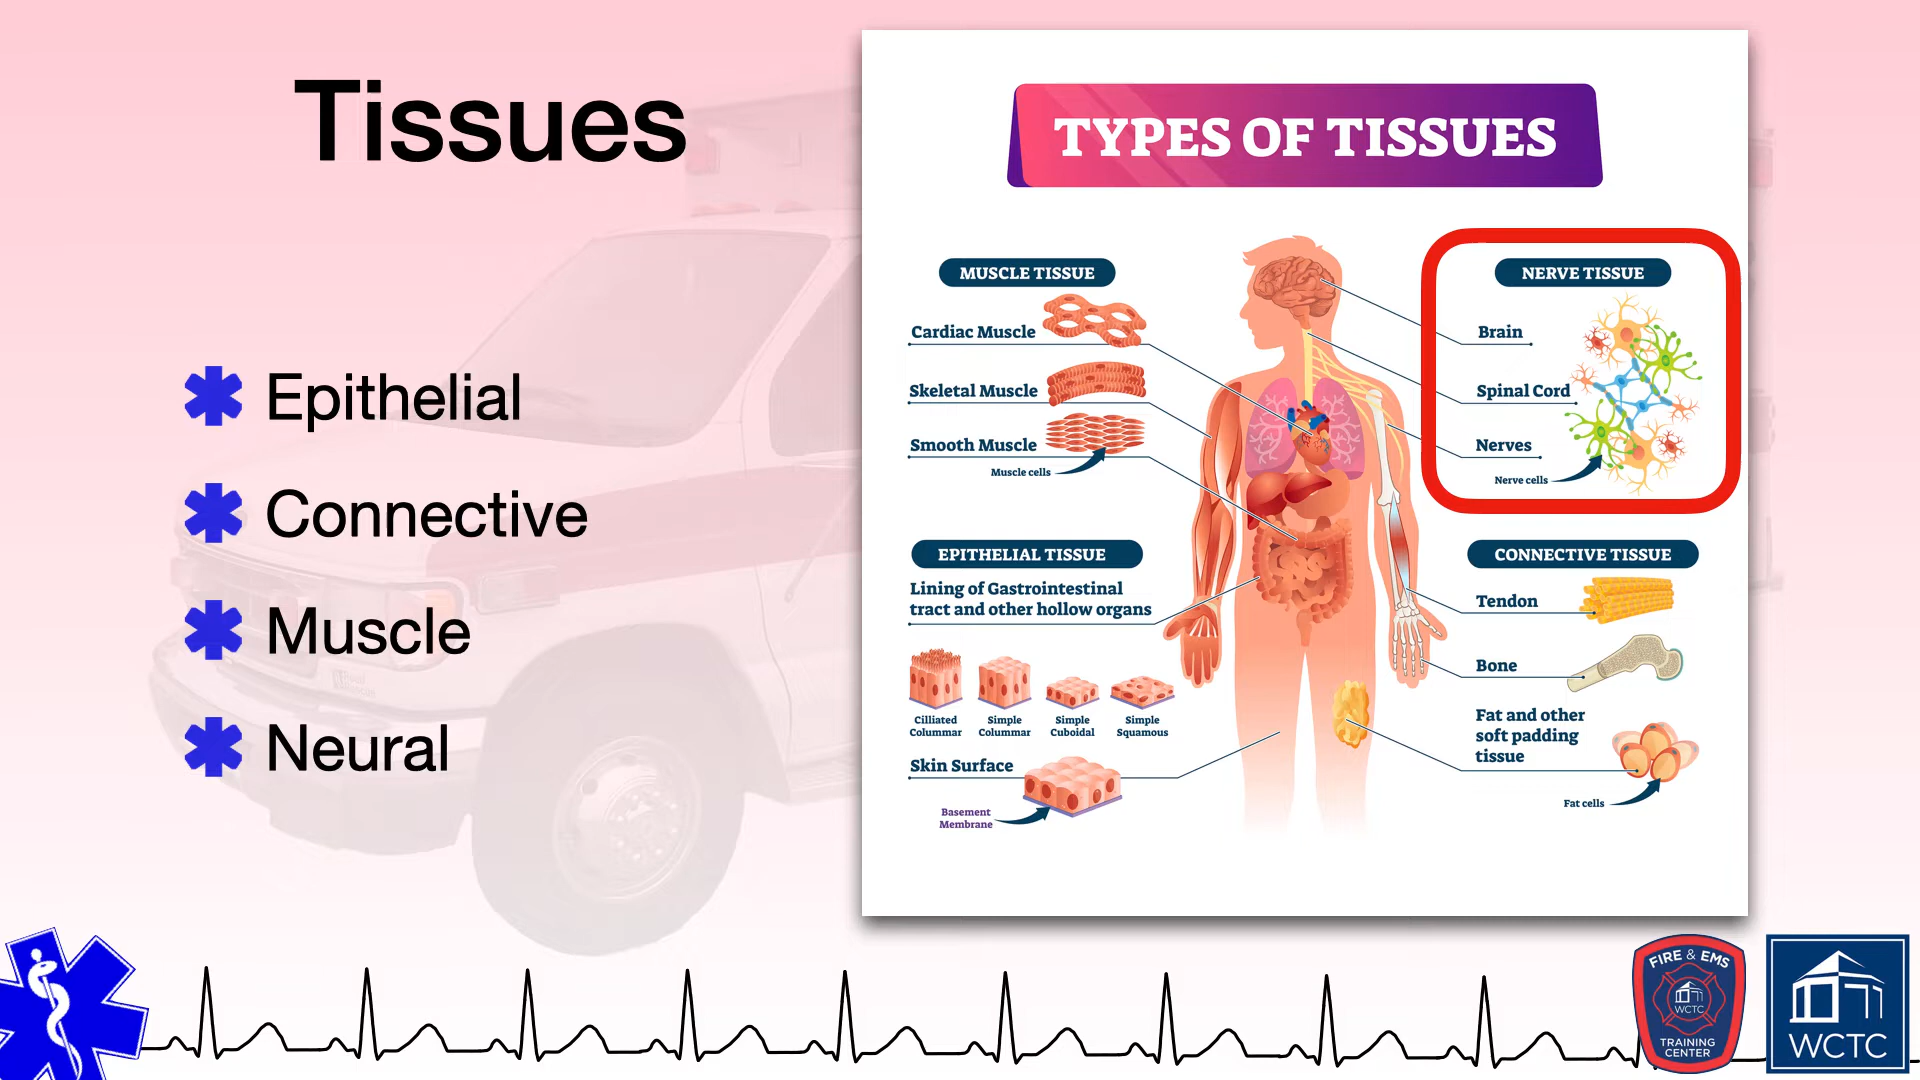 Tissues
Epithelial
Connective
Muscle
Neural
TYPES OF TISSUES
MUSCLE TISSUE
Cardiac Muscle
Skeletal Muscle
Smooth Muscle
Muscle cells
NERVE TISSUE
Brain
Spinal Cord
Nerves
Nerve cells
EPITHELIAL TISSUE
Lining of Gastrointestinal
tract and other hollow organs
Cilliated
Colummar
Simple
Colummar
Simple
Cuboidal
Simple
Squamous
Skin Surface
Basement
Membrane
CONNECTIVE TISSUE
Tendon
Bone
Fat and other
soft padding
tissue
Fat cells
FIRE & EMS
WCTC
TRAINING
CENTER
WCTC